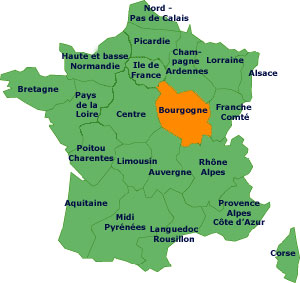 Nord –
Pas de Calais
Picardie
Haute et basse
Normandie
Ile de
France
Cham-
pagne
Ardennes
Lorraine
Alsace
Bretagne
Pays
de la
Loire
Centre
Bourgogne
Franche
Comté
Poitou
Charentes
Limousin
Auvergne
Rhône
Alpes
Aquitaine
Midi
Pyrénées
Languedoc
Rousillon
Provence
Alpes
Côte d'Azur
Corse